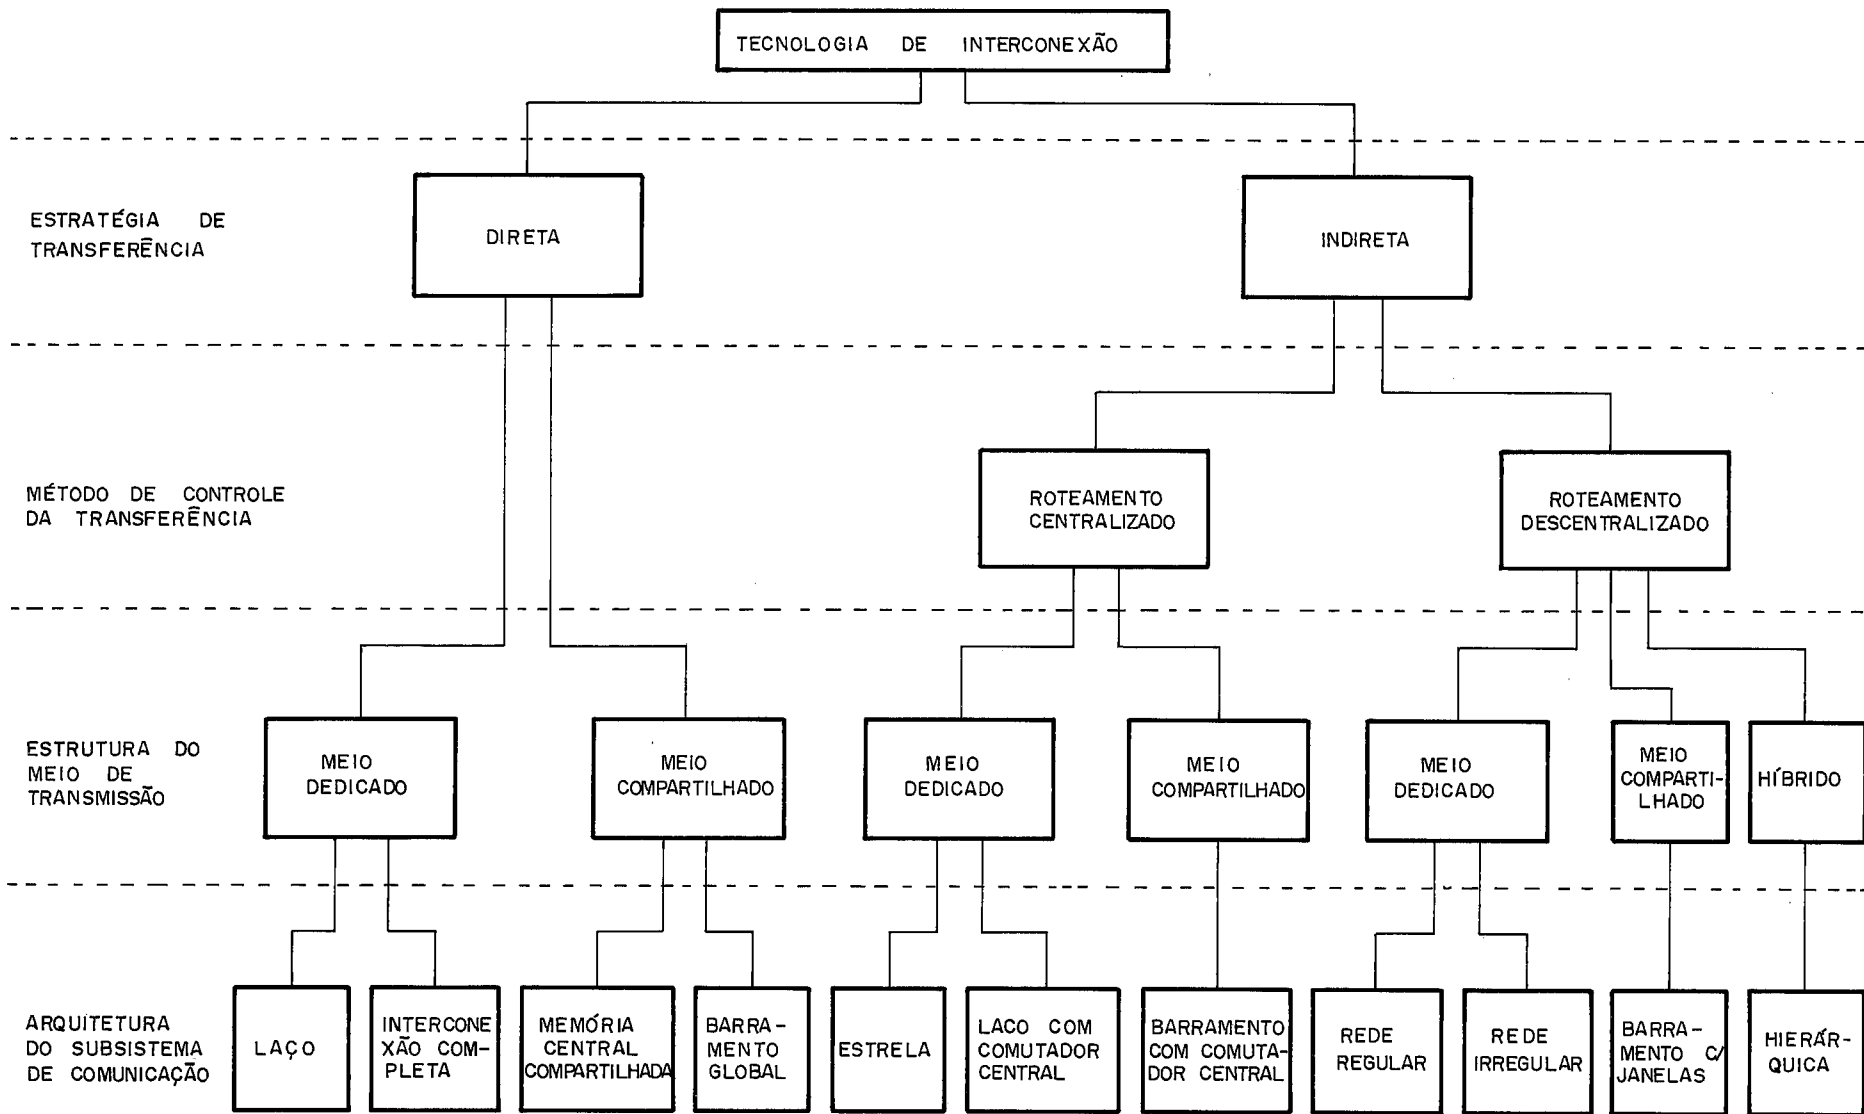 TECNOLOGIA DE INTERCONEXÃO
ESTRATÉGIA DE
TRANSFERÊNCIA
DIRETA
INDIRETA
MÉTODO DE CONTROLE
DA TRANSFERÊNCIA
ROTEAMENTO
CENTRALIZADO
ROTEAMENTO
DESCENTRALIZADO
ESTRUTURA DO
MEIO DE
TRANSMISSÃO
MEIO
DEDICADO
MEIO
COMPARTILHADO
MEIO
DEDICADO
MEIO
COMPARTILHADO
MEIO
DEDICADO
MEIO
COMPARTI-
LHADO
HÍBRIDO
ARQUITETURA
DO SUBSISTEMA
DE COMUNICAÇÃO
LAÇO
INTERCONE
XÃO COM-
PLETA
MEMÓRIA
CENTRAL
COMPARTILHADA
BARRA-
MENTO
GLOBAL
ESTRELA
LACO COM
COMUTADOR
CENTRAL
BARRAMENTO
COM COMUTA-
DOR CENTRAL
REDE
REGULAR
REDE
IRREGULAR
BARRA-
MENTO C/
JANELAS
HIERÁR-
QUICA